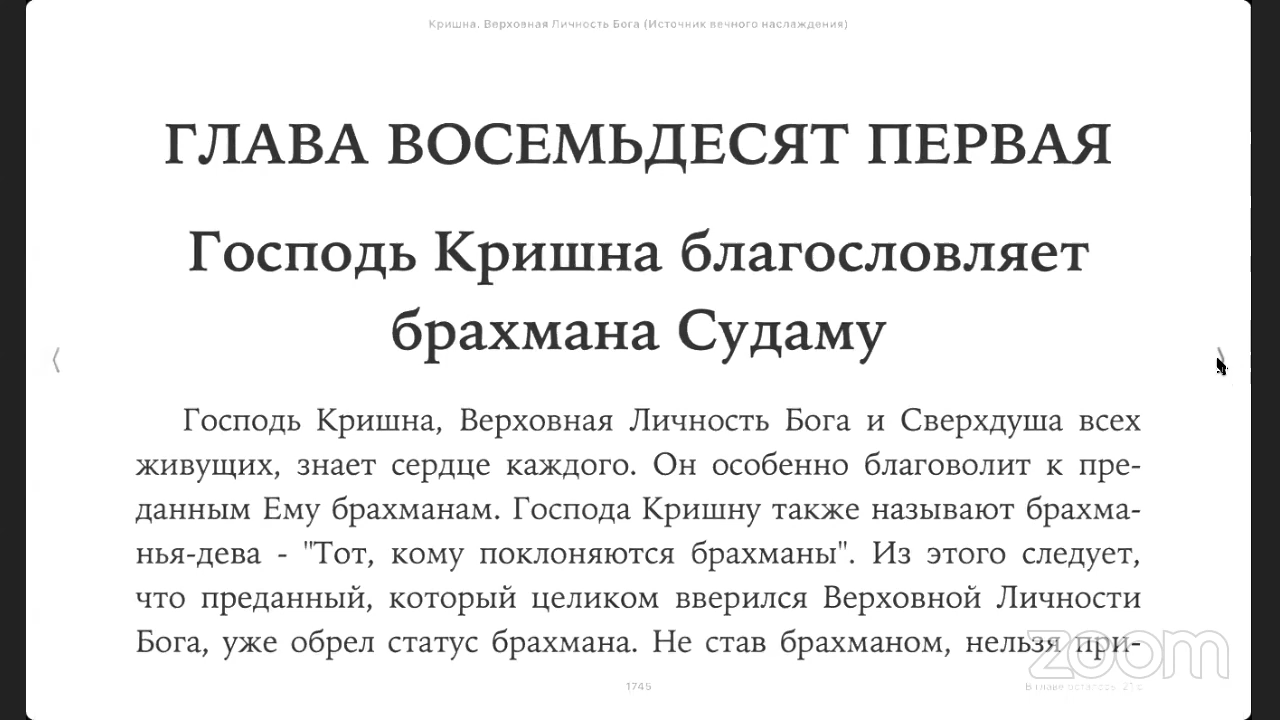 Кришна. Верховная Личность Бога (Источник вечного наслаждения)
ГЛАВА ВОСЕМЬДЕСЯТ ПЕРВАЯ
Господь Кришна благословляет
брахмана Судаму
Господь Кришна, Верховная Личность Бога и Сверхдуша всех
живущих, знает сердце каждого. Он особенно благоволит к пре-
данным Ему брахманам. Господа Кришну также называют брахма-
нья-дева - "Тот, кому поклоняются брахманы". Из этого следует,
что преданный, который целиком вверился Верховной Личности
Бога, уже обрел статус брахмана. Не став брахманом, нельзя при-
zoom
1745
В главе осталось: 21 с.